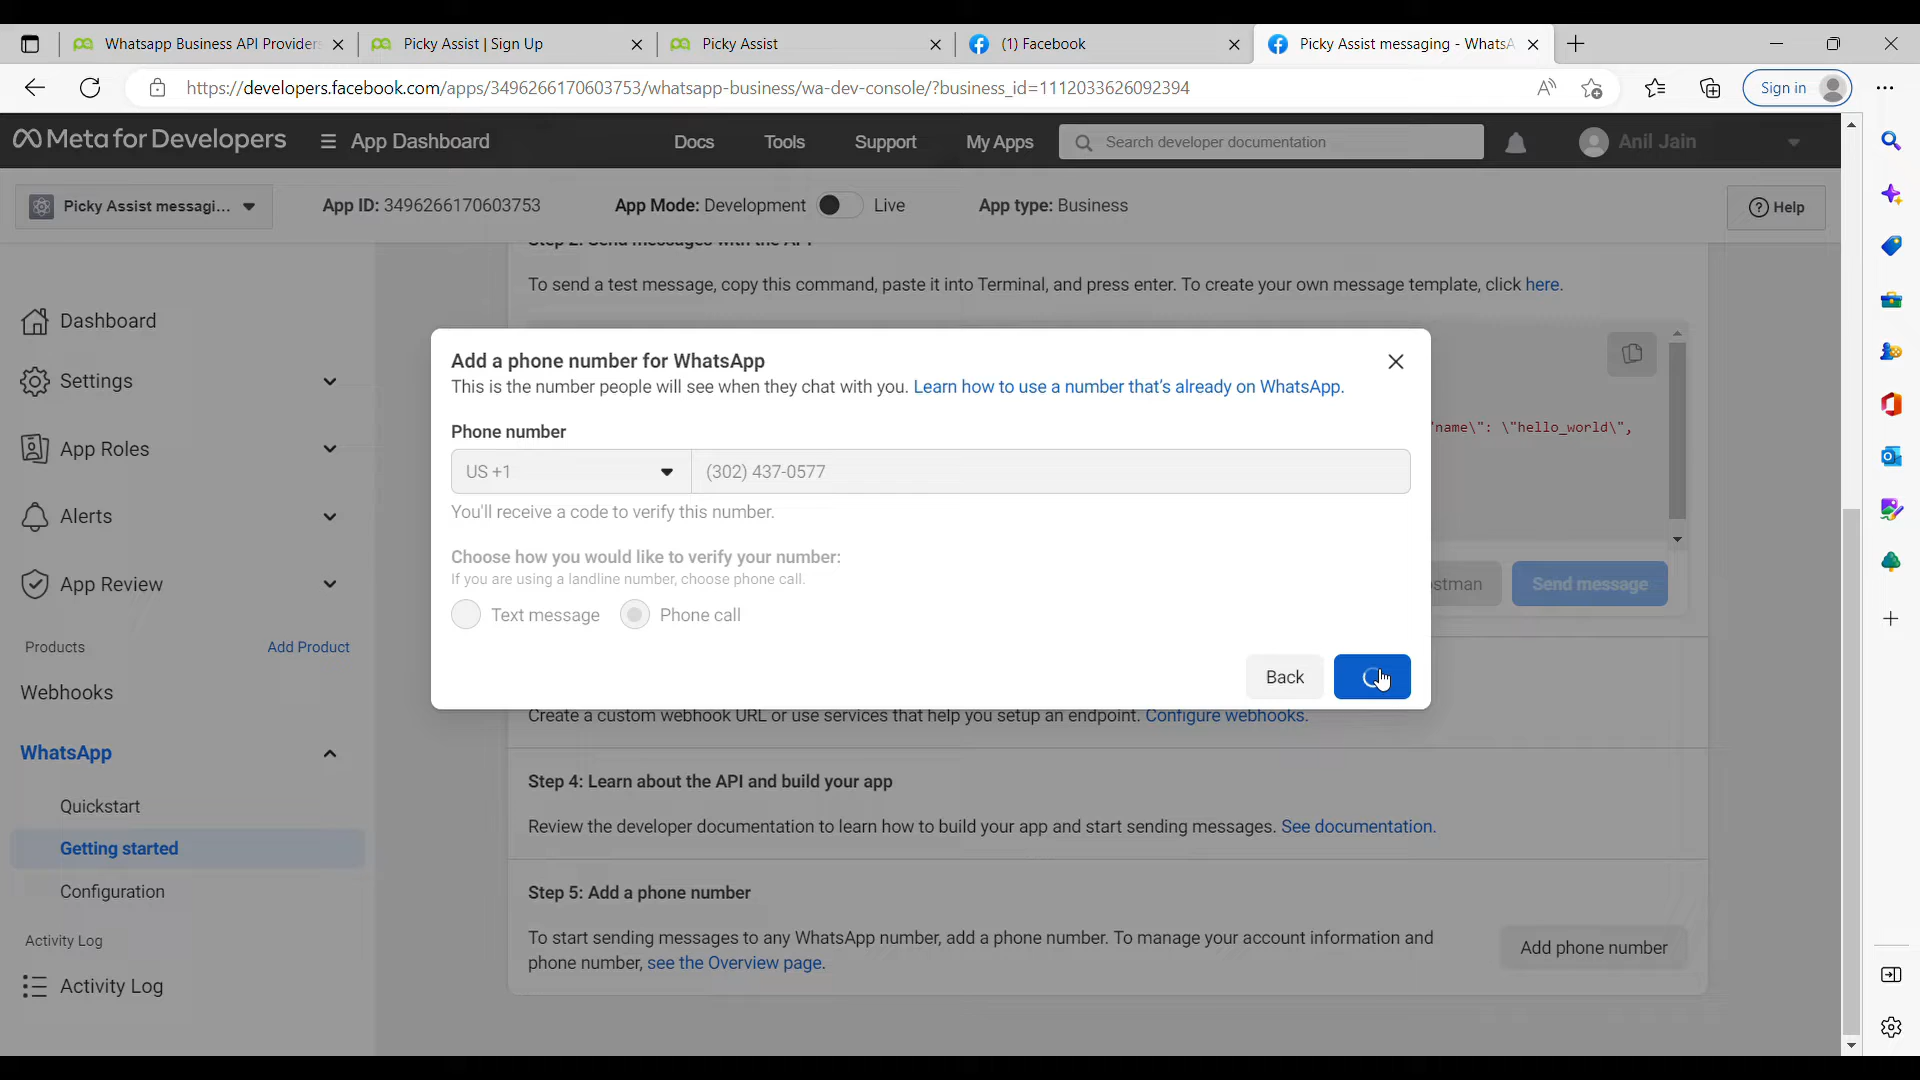 Whatsapp Business API Provider
Picky Assist | Sign Up
Picky Assist
(1) Facebook
Picky Assist messaging - WhatsA
https://developers.facebook.com/apps/3496266170603753/whatsapp-business/wa-dev-console/?business_id=1112033626092394
Sign in
Meta for Developers
App Dashboard
Docs
Tools
Support
My Apps
Search developer documentation
Anil Jain
Picky Assist messagi...
App ID: 3496266170603753
App Mode: Development
Live
App type: Business
Help
Step 2: Send messages with the API
To send a test message, copy this command, paste it into Terminal, and press enter. To create your own message template, click here.
Dashboard
Settings
App Roles
Alerts
App Review
Products
Add Product
Webhooks
WhatsApp
Quickstart
Getting started
Configuration
Activity Log
Activity Log
Add a phone number for WhatsApp
This is the number people will see when they chat with you. Learn how to use a number that's already on WhatsApp.
Phone number
US +1
(302) 437-0577
You'll receive a code to verify this number.
Choose how you would like to verify your number:
If you are using a landline number, choose phone call.
Text message
Phone call
Back
name\": \"hello_world\",
stman
Send message
Create a custom webhook URL or use services that help you setup an endpoint. Configure webhooks.
Step 4: Learn about the API and build your app
Review the developer documentation to learn how to build your app and start sending messages. See documentation.
Step 5: Add a phone number
To start sending messages to any WhatsApp number, add a phone number. To manage your account information and
phone number, see the Overview page.
Add phone number